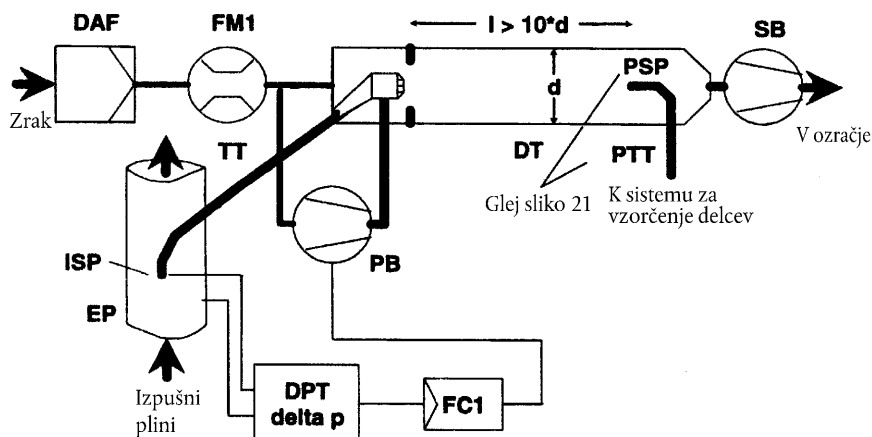 DAF
FM1
l > 10*d
SB
Zrak
d
PSP
V ozračje
TT
DT
PTT
Glej sliko 21
K sistemu za
vzorčenje delcev
ISP
PB
EP
Izpušni
plini
DPT
delta p
FC1